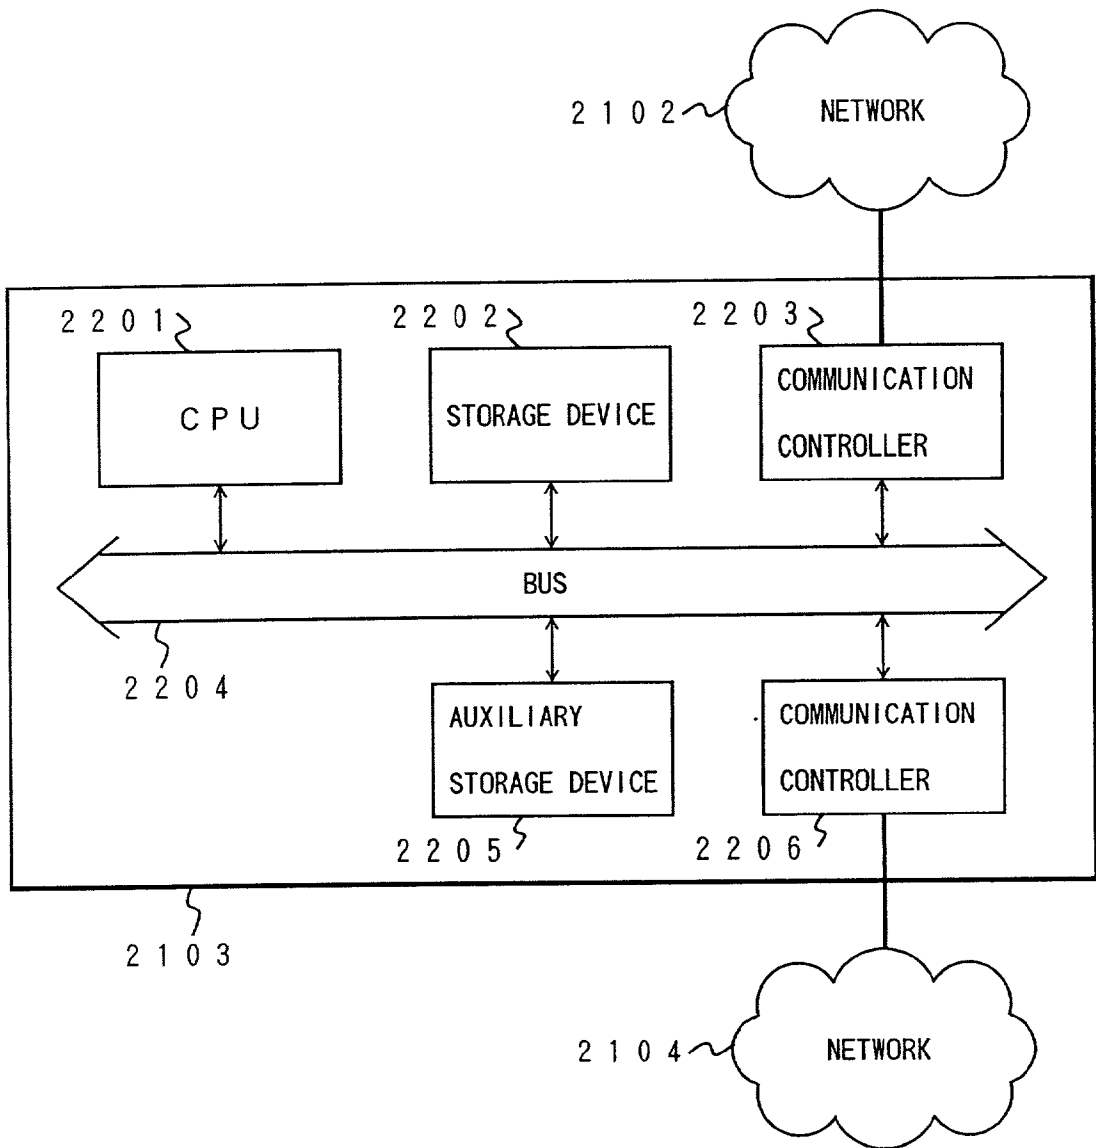 NETWORK
2102
2201
2202
2203
CPU
STORAGE DEVICE
COMMUNICATION
CONTROLLER
BUS
2204
AUXILIARY
STORAGE DEVICE
COMMUNICATION
CONTROLLER
2205
2206
2103
2104
NETWORK